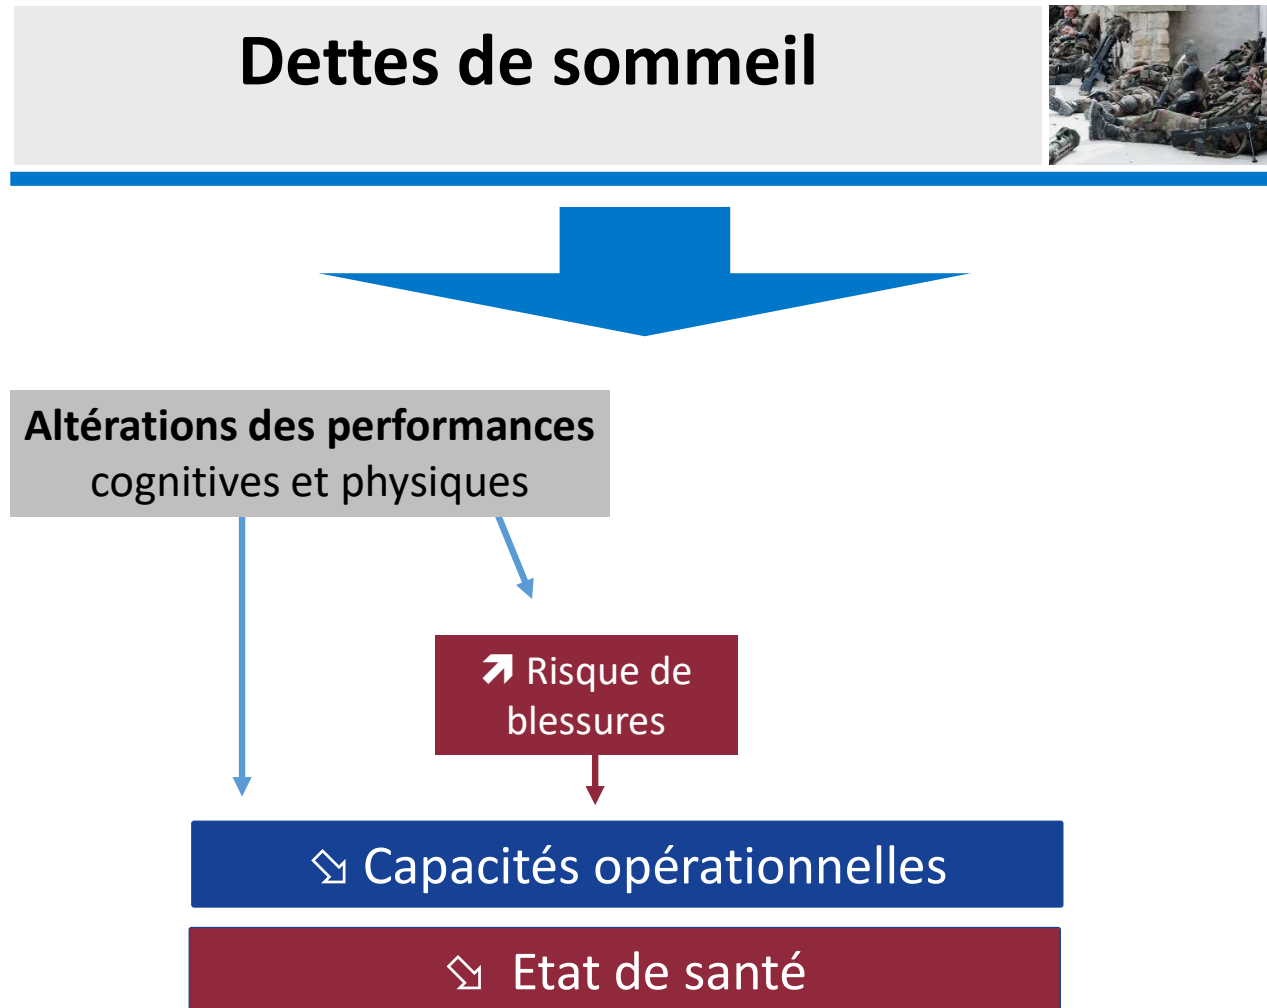 Dettes de sommeil
Altérations des performances
cognitives et physiques
↗ Risque de
blessures
⇘ Capacités opérationnelles
⇘ Etat de santé